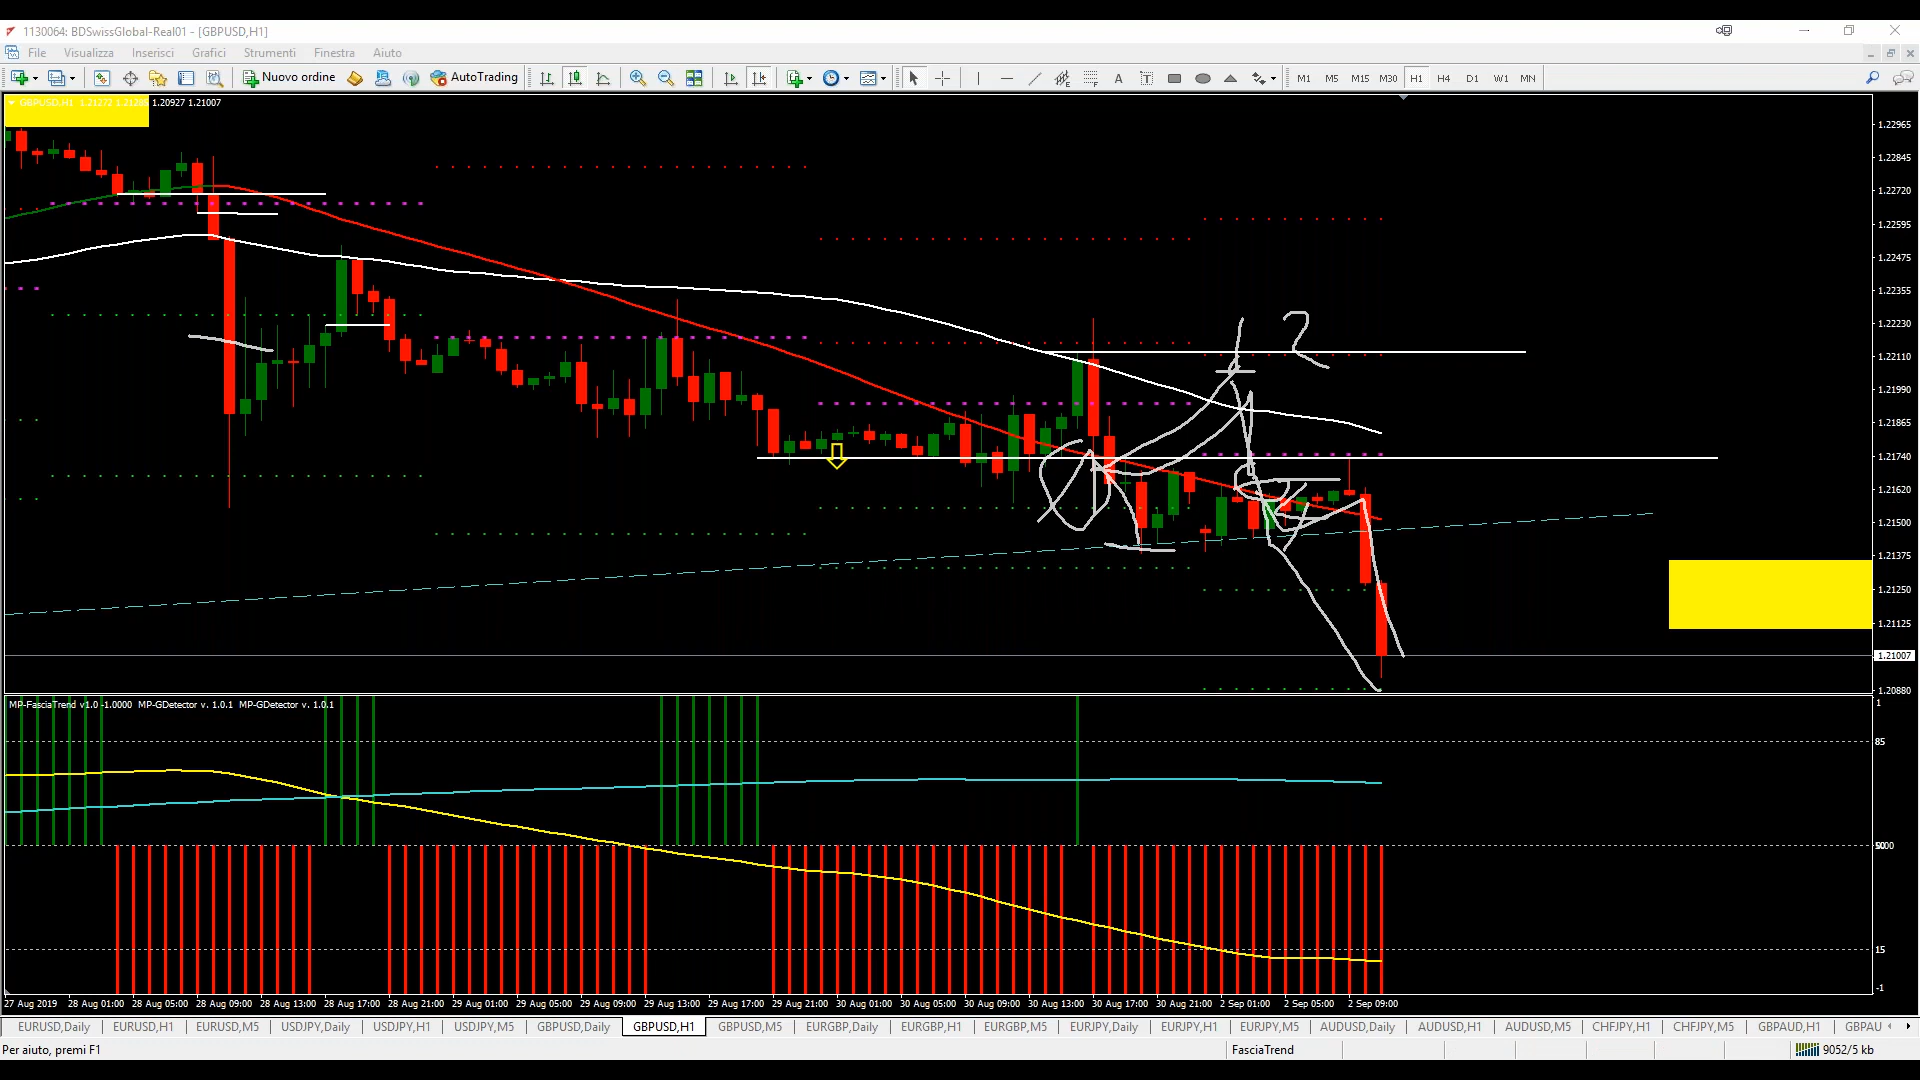 1130064: BDSwissGlobal-Real01 - [GBPUSD,H1]
File Visualizza Inserisci Grafici Strumenti Finestra Aiuto
Nuovo ordine AutoTrading A T M1 M5 M15 M30 H1 H4 D1 W1 MN
GBPUSD,H1 1.21272 1.20927 1.21007
1.22965
1.22845
1.22720
1.22595
1.22475
1.22355
1.22230
1.22110
1.21990
1.21865
1.21740
1.21620
1.21500
1.21375
1.21250
1.21125
1.21007
1.20880
2
MP-FasciaTrend v1.0 -1.0000 MP-GDetector v. 1.0.1 MP-GDetector v. 1.0.1
1
85
15
-1
27 Aug 2019 28 Aug 01:00 28 Aug 05:00 28 Aug 09:00 28 Aug 13:00 28 Aug 17:00 28 Aug 21:00 29 Aug 01:00 29 Aug 05:00 29 Aug 09:00 29 Aug 13:00 29 Aug 17:00 29 Aug 21:00 30 Aug 01:00 30 Aug 05:00 30 Aug 09:00 30 Aug 13:00 30 Aug 17:00 30 Aug 21:00 2 Sep 01:00 2 Sep 05:00 2 Sep 09:00
EURUSD,Daily EURUSD,H1 EURUSD,M5 USDJPY,Daily USDJPY,H1 USDJPY,M5 GBPUSD,Daily GBPUSD,H1 GBPUSD,M5 EURGBP,Daily EURGBP,H1 EURGBP,M5 EURJPY,Daily EURJPY,H1 EURJPY,M5 AUDUSD,Daily AUDUSD,H1 AUDUSD,M5 CHFJPY,H1 CHFJPY,M5 GBPAUD,H1 GBPAU
Per aiuto, premi F1 FasciaTrend 9052/5 kb